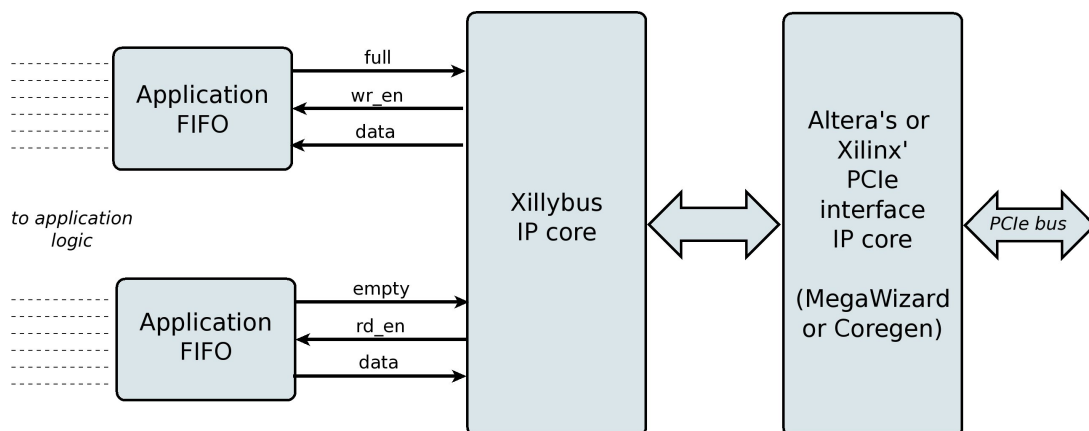 Application
FIFO
full
wr_en
data
to application
logic
Application
FIFO
empty
rd_en
data
Xillybus
IP core
Altera's or
Xilinx'
PCIe
interface
IP core
(MegaWizard
or Coregen)
PCIe bus